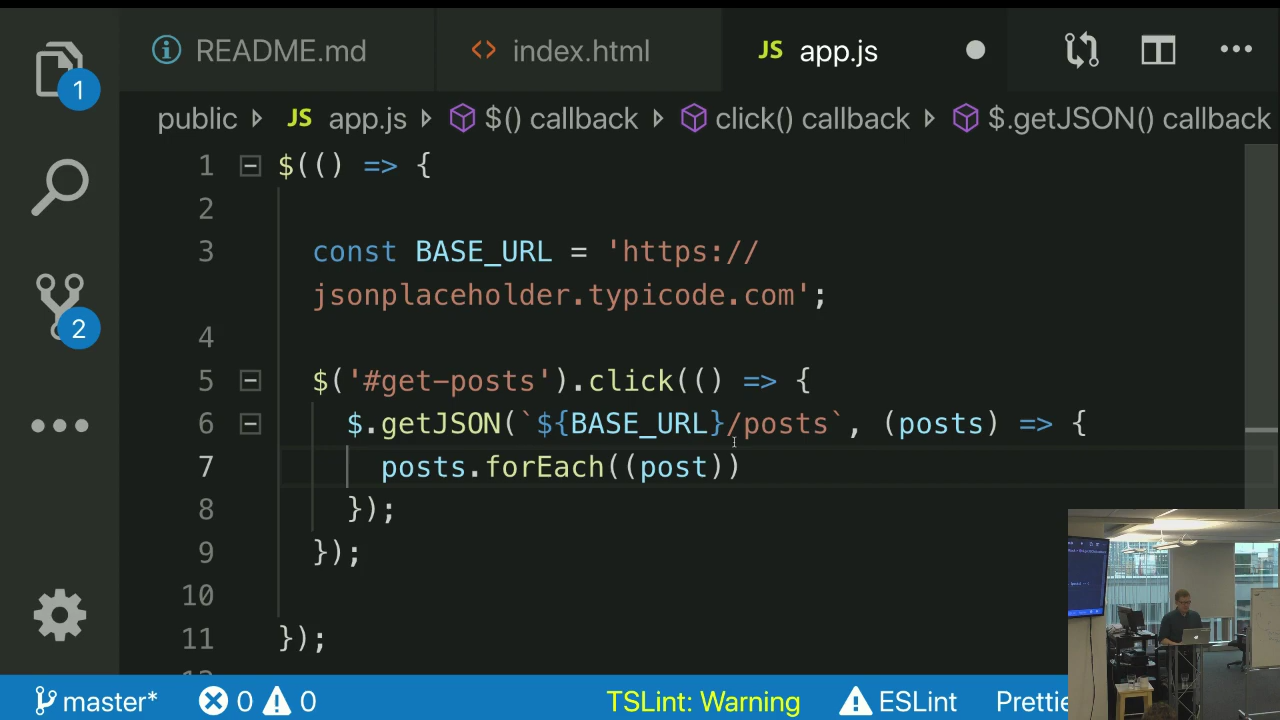 README.md
<> index.html
JS app.js
1
public JS app.js $() callback click() callback $.getJSON() callback
1 $(() => {
2
3 const BASE_URL = 'https://
jsonplaceholder.typicode.com';
4
5 $('#get-posts').click(() => {
6 $.getJSON(`${BASE_URL}/posts`, (posts) => {
7 posts.forEach((post))
8 });
9 });
10
11 });
2
master* 0 0 TSLint: Warning ESLint Prettie